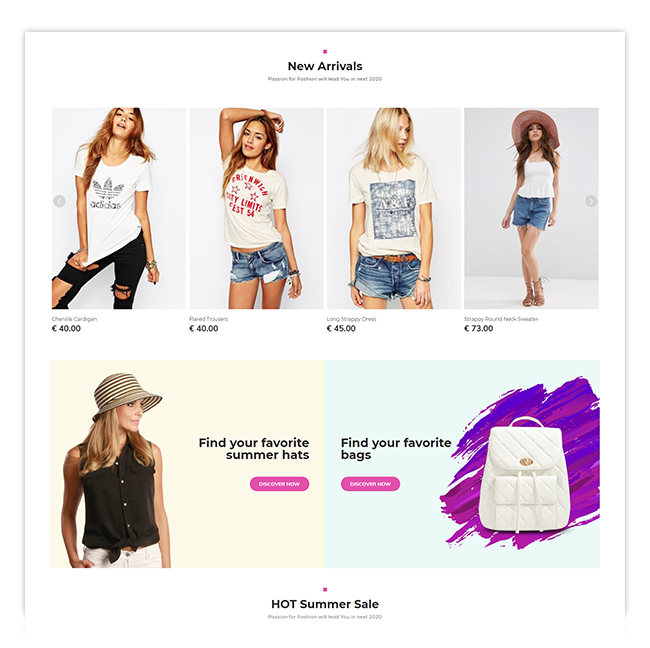 New Arrivals
Passion for Fashion will lead You in next 2020
adidas
GREENWICH
CITY LIMITS
FEST 54
A&F
Chenille Cardigan
€ 40.00
Flared Trousers
€ 40.00
Long Strappy Dress
€ 45.00
Strappy Round Neck Sweater
€ 73.00
Find your favorite
summer hats
DISCOVER NOW
Find your favorite
bags
DISCOVER NOW
HOT Summer Sale
Passion for Fashion will lead You in next 2020